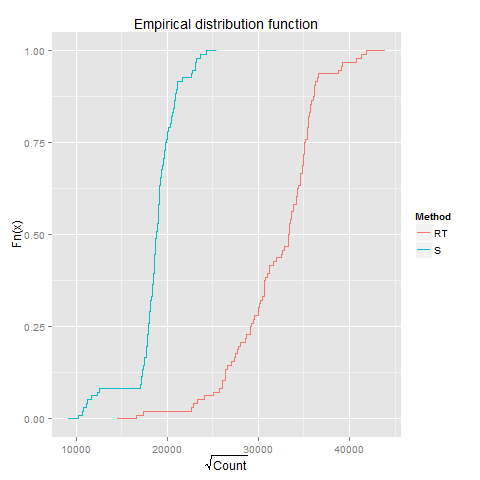 Empirical distribution function
1.00
0.75
0.50
0.25
0.00
Fn(x)
10000 20000 30000 40000
√Count
Method
RT
S